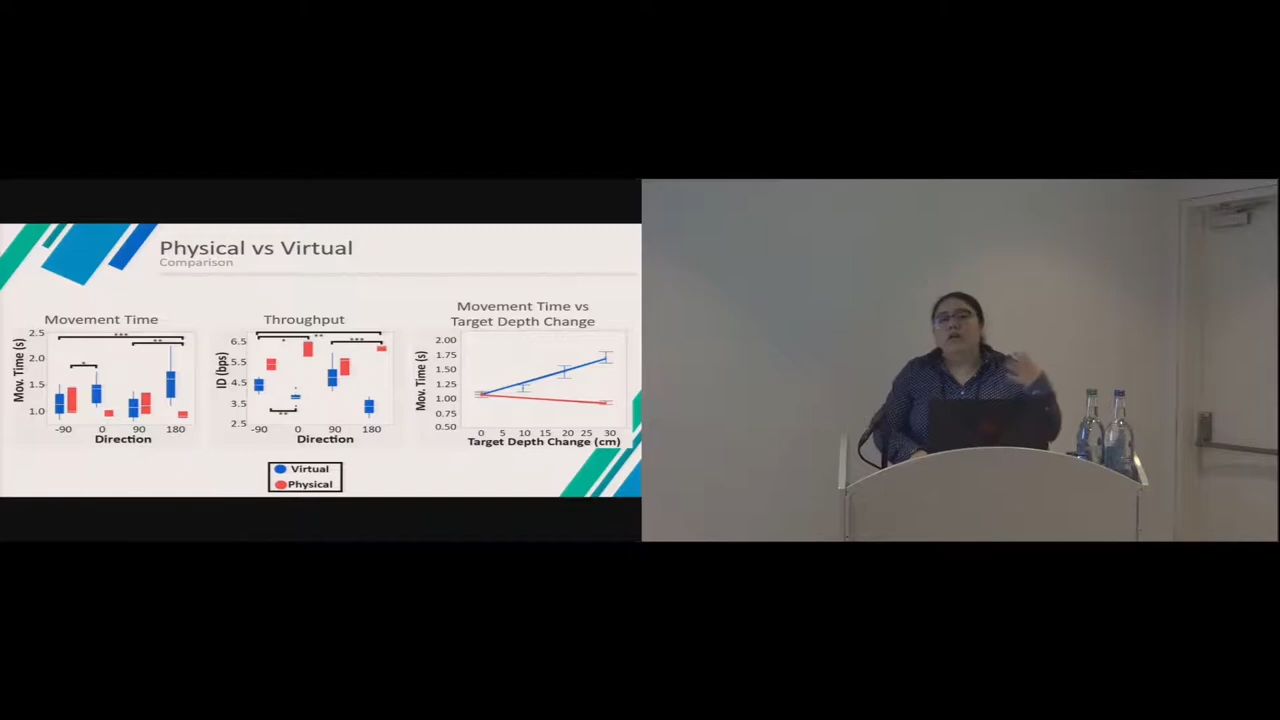 Physical vs Virtual
Comparison
Movement Time
Mov. Time (s)
2.5
2.0
1.5
1.0
***
**
*
-90 0 90 180
Direction
Throughput
ID (bps)
6.5
5.5
4.5
3.5
2.5
**
*
***
**
-90 0 90 180
Direction
Movement Time vs
Target Depth Change
Mov. Time (s)
2.00
1.75
1.50
1.25
1.00
0.75
0.50
0 5 10 15 20 25 30
Target Depth Change (cm)
Virtual
Physical